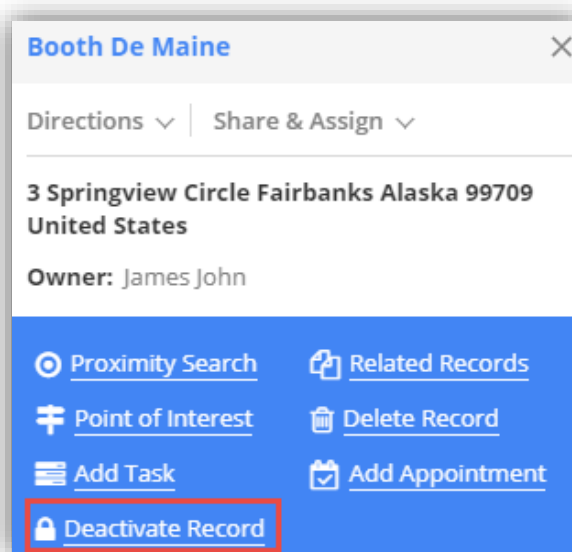 Booth De Maine
Directions Share & Assign
3 Springview Circle Fairbanks Alaska 99709
United States
Owner: James John
Proximity Search Related Records
Point of Interest Delete Record
Add Task Add Appointment
Deactivate Record